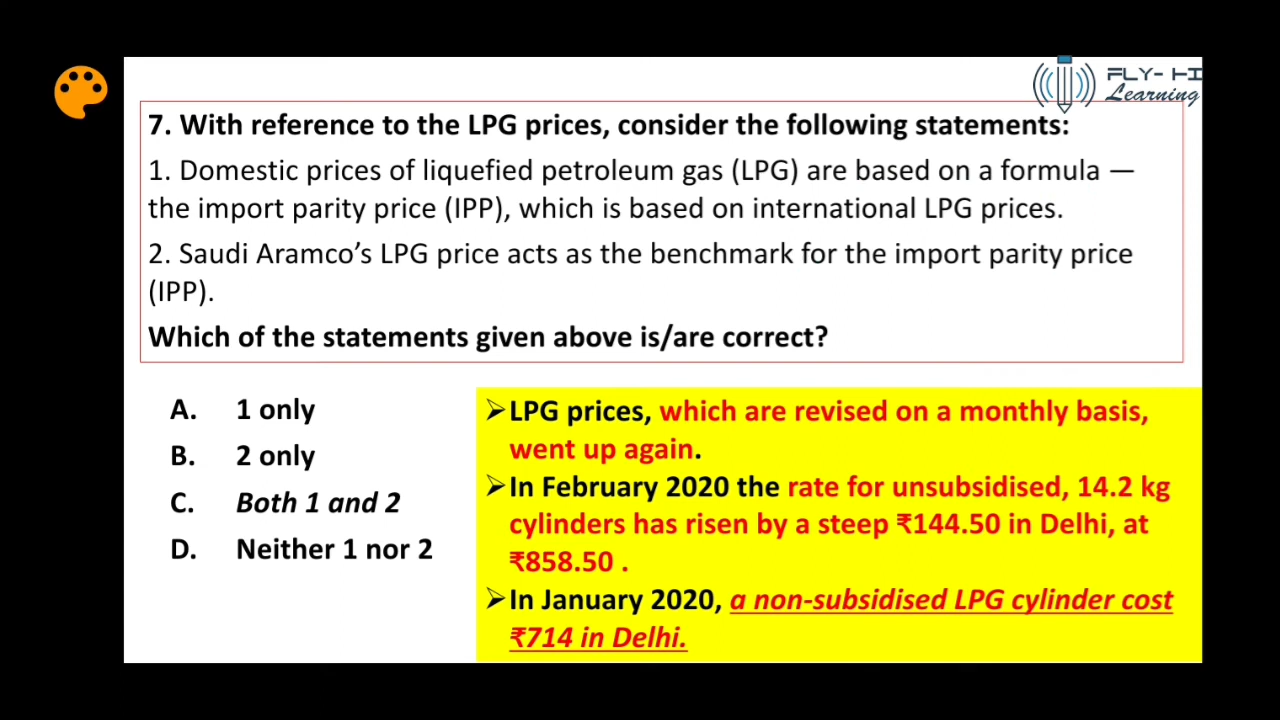 FLY-HI
Learning
7. With reference to the LPG prices, consider the following statements:
1. Domestic prices of liquefied petroleum gas (LPG) are based on a formula —
the import parity price (IPP), which is based on international LPG prices.
2. Saudi Aramco’s LPG price acts as the benchmark for the import parity price
(IPP).
Which of the statements given above is/are correct?
A. 1 only
B. 2 only
C. Both 1 and 2
D. Neither 1 nor 2
➢LPG prices, which are revised on a monthly basis,
went up again.
➢In February 2020 the rate for unsubsidised, 14.2 kg
cylinders has risen by a steep ₹144.50 in Delhi, at
₹858.50 .
➢In January 2020, a non-subsidised LPG cylinder cost
₹714 in Delhi.